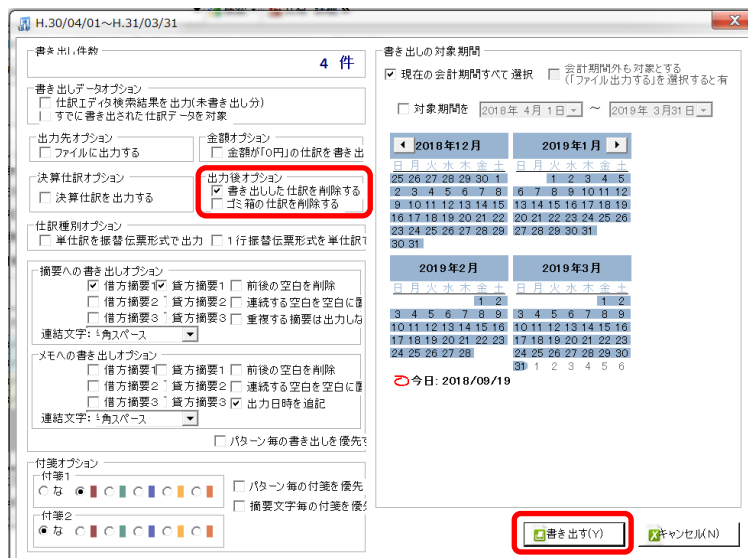 H.30/04/01～H.31/03/31
書き出し件数
4 件
書き出しデータオプション
仕訳エディタ検索結果を出力(未書き出し分)
すでに書き出された仕訳データを対象
出力先オプション
ファイルに出力する
金額オプション
金額が「0円」の仕訳を書き出
決算仕訳オプション
決算仕訳を出力する
出力後オプション
書き出しした仕訳を削除する
ゴミ箱の仕訳を削除する
仕訳種別オプション
単仕訳を振替伝票形式で出力 1行振替伝票形式を単仕訳で
摘要への書き出しオプション
借方摘要1 貸方摘要1 前後の空白を削除
借方摘要2 貸方摘要2 連続する空白を空白に置
借方摘要3 貸方摘要3 重複する摘要は出力しな
連結文字: 角スペース
メモへの書き出しオプション
借方摘要1 貸方摘要1 前後の空白を削除
借方摘要2 貸方摘要2 連続する空白を空白に置
借方摘要3 貸方摘要3 出力日時を追記
連結文字: 角スペース
パターン毎の書き出しを優先す
付箋オプション
付箋1
な
パターン毎の付箋を優先
摘要文字毎の付箋を優先
付箋2
な
書き出しの対象期間
現在の会計期間すべて選択
会計期間外も対象とする
(「ファイル出力する」を選択すると有
対象期間を 2018年 4月 1日 ～ 2019年 3月31日
2018年12月 2019年1月
日 月 火 水 木 金 土 日 月 火 水 木 金 土
25 26 27 28 29 30 1 1 2 3 4 5
2 3 4 5 6 7 8 6 7 8 9 10 11 12
9 10 11 12 13 14 15 13 14 15 16 17 18 19
16 17 18 19 20 21 22 20 21 22 23 24 25 26
23 24 25 26 27 28 29 27 28 29 30 31
30 31
2019年2月 2019年3月
日 月 火 水 木 金 土 日 月 火 水 木 金 土
1 2 1 2
3 4 5 6 7 8 9 3 4 5 6 7 8 9
10 11 12 13 14 15 16 10 11 12 13 14 15 16
17 18 19 20 21 22 23 17 18 19 20 21 22 23
24 25 26 27 28 24 25 26 27 28 29 30
31 1 2 3 4 5 6
今日: 2018/09/19
書き出す(Y)
キャンセル(N)